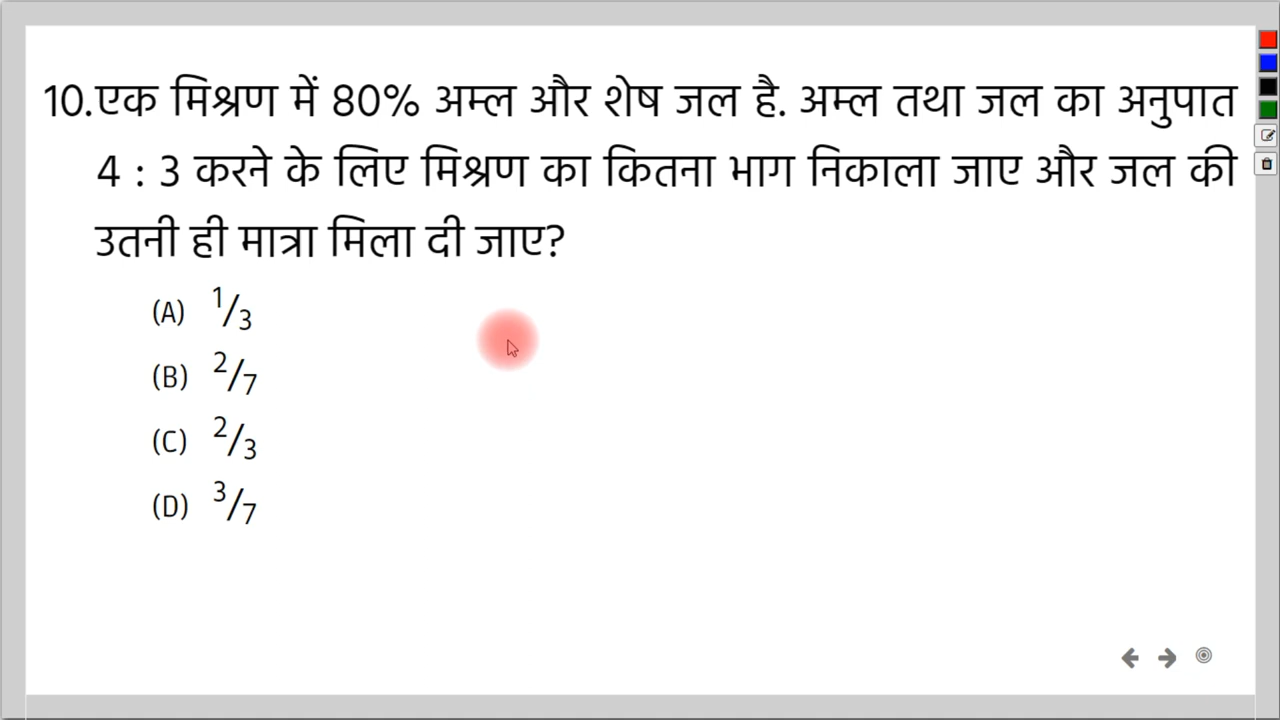 10.एक मिश्रण में 80% अम्ल और शेष जल है. अम्ल तथा जल का अनुपात
4 : 3 करने के लिए मिश्रण का कितना भाग निकाला जाए और जल की
उतनी ही मात्रा मिला दी जाए?
(A) 1/3
(B) 2/7
(C) 2/3
(D) 3/7